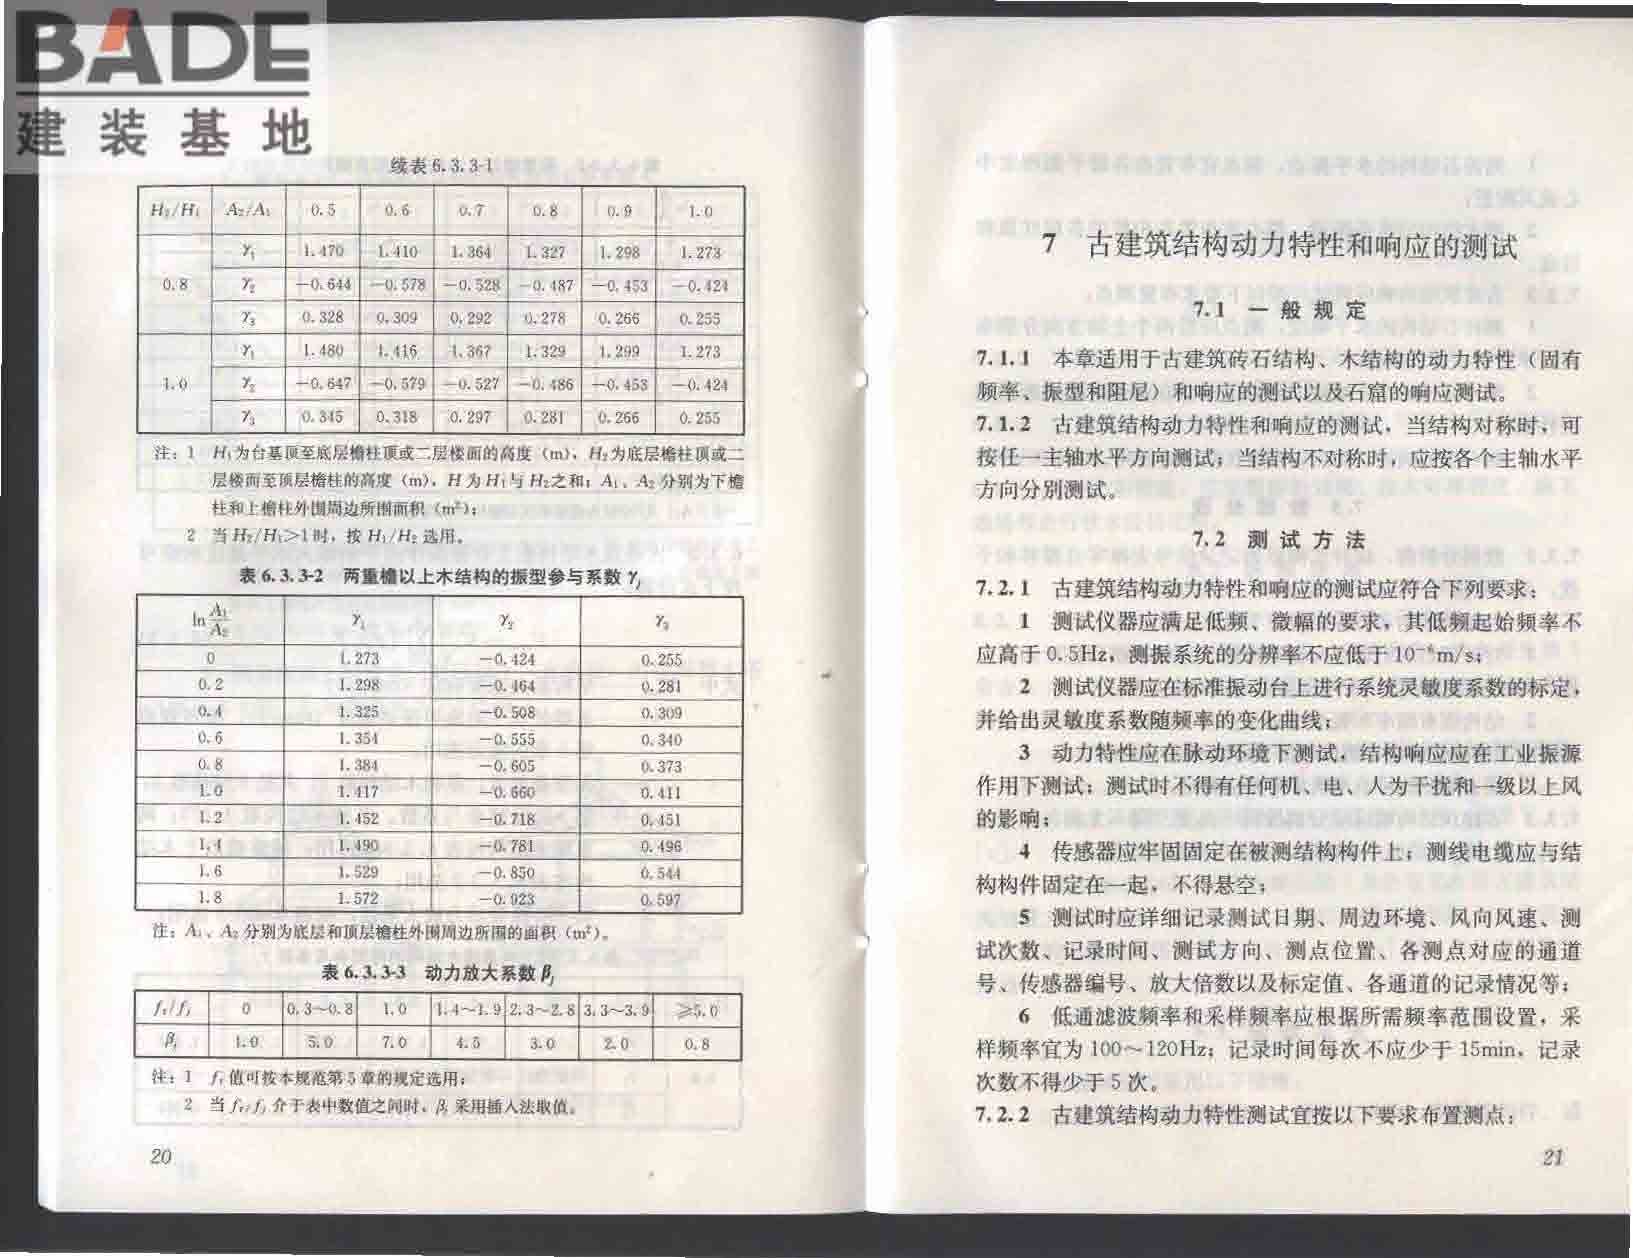 BADE
建装基地
续表 6.3.3-1
H₂/H₁ A₂/A₁ 0.5 0.6 0.7 0.8 0.9 1.0
γ₁ 1.470 1.410 1.364 1.327 1.298 1.273
0.8 γ₂ −0.644 −0.578 −0.528 −0.487 −0.453 −0.424
γ₃ 0.328 0.309 0.292 0.278 0.266 0.255
γ₁ 1.480 1.416 1.367 1.329 1.299 1.273
1.0 γ₂ −0.647 −0.579 −0.527 −0.486 −0.453 −0.424
γ₃ 0.345 0.318 0.297 0.281 0.266 0.255
注：1 H₁为台基顶至底层檐柱顶或二层楼面的高度（m），H₂为底层檐柱顶或二
层楼面至顶层檐柱的高度（m），H 为 H₁与 H₂之和；A₁、A₂ 分别为下檐
柱和上檐柱外围周边所围面积（m²）；
2 当 H₂/H₁>1时，按 H₁/H₂ 选用。
表 6.3.3-2 两重檐以上木结构的振型参与系数 γⱼ
ln A₁/A₂ γ₁ γ₂ γ₃
0 1.273 −0.424 0.255
0.2 1.298 −0.464 0.281
0.4 1.325 −0.508 0.309
0.6 1.354 −0.555 0.340
0.8 1.384 −0.605 0.373
1.0 1.417 −0.660 0.411
1.2 1.452 −0.718 0.451
1.4 1.490 −0.781 0.496
1.6 1.529 −0.850 0.544
1.8 1.572 −0.923 0.597
注：A₁、A₂ 分别为底层和顶层檐柱外围周边所围的面积（m²）。
表 6.3.3-3 动力放大系数 βⱼ
fᵣ/fⱼ 0 0.3～0.8 1.0 1.4～1.9 2.3～2.8 3.3～3.9 ≥5.0
βⱼ 1.0 5.0 7.0 4.5 3.0 2.0 0.8
注：1 fᵣ值可按本规范第 5 章的规定选用；
2 当 fᵣ/fⱼ 介于表中数值之间时，βⱼ 采用插入法取值。
20
7 古建筑结构动力特性和响应的测试
7.1 一般规定
7.1.1 本章适用于古建筑砖石结构、木结构的动力特性（固有
频率、振型和阻尼）和响应的测试以及石窟的响应测试。
7.1.2 古建筑结构动力特性和响应的测试，当结构对称时，可
按任一主轴水平方向测试；当结构不对称时，应按各个主轴水平
方向分别测试。
7.2 测试方法
7.2.1 古建筑结构动力特性和响应的测试应符合下列要求：
1 测试仪器应满足低频、微幅的要求，其低频起始频率不
应高于 0.5Hz，测振系统的分辨率不应低于 10⁻⁶m/s；
2 测试仪器应在标准振动台上进行系统灵敏度系数的标定，
并给出灵敏度系数随频率的变化曲线；
3 动力特性应在脉动环境下测试，结构响应应在工业振源
作用下测试；测试时不得有任何机、电、人为干扰和一级以上风
的影响；
4 传感器应牢固固定在被测结构构件上；测线电缆应与结
构构件固定在一起，不得悬空；
5 测试时应详细记录测试日期、周边环境、风向风速、测
试次数、记录时间、测试方向、测点位置、各测点对应的通道
号、传感器编号、放大倍数以及标定值、各通道的记录情况等；
6 低通滤波频率和采样频率应根据所需频率范围设置，采
样频率宜为 100～120Hz；记录时间每次不应少于 15min，记录
次数不得少于 5 次。
7.2.2 古建筑结构动力特性测试宜按以下要求布置测点：
21